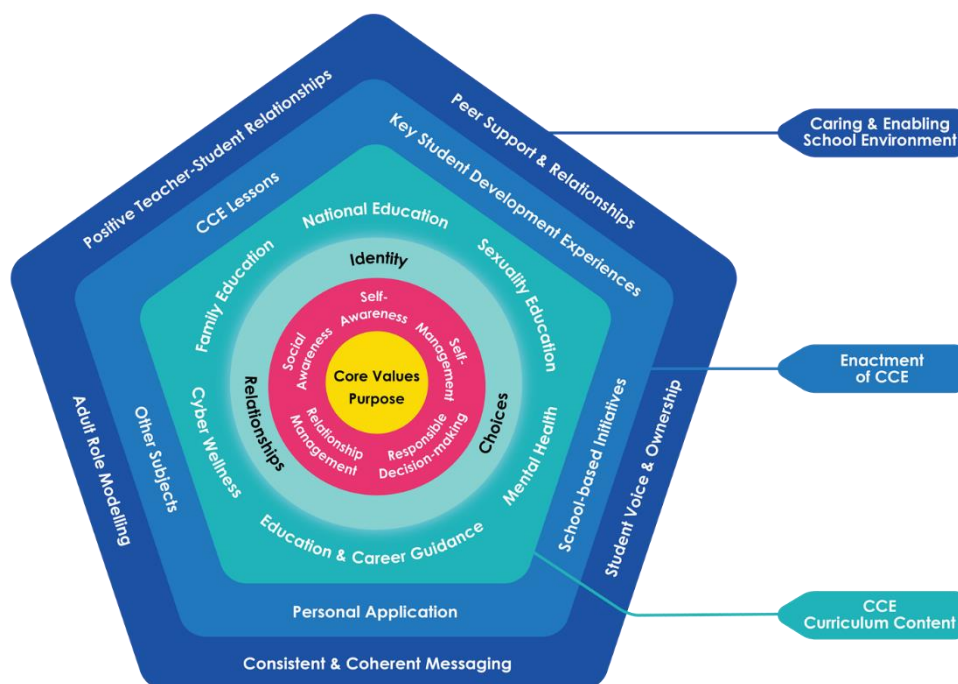 Positive Teacher-Student Relationships
Peer Support & Relationships
Caring & Enabling
School Environment
CCE Lessons
Key Student Development Experiences
National Education
Family Education
Sexuality Education
Identity
Self-
Awareness
Social
Awareness
Self-
Management
Core Values
Purpose
Enactment
of CCE
Relationships
Choices
Relationship
Management
Responsible
Decision-making
Cyber Wellness
Mental Health
Adult Role Modelling
Other Subjects
School-based Initiatives
Student Voice & Ownership
Education & Career Guidance
Personal Application
CCE
Curriculum Content
Consistent & Coherent Messaging